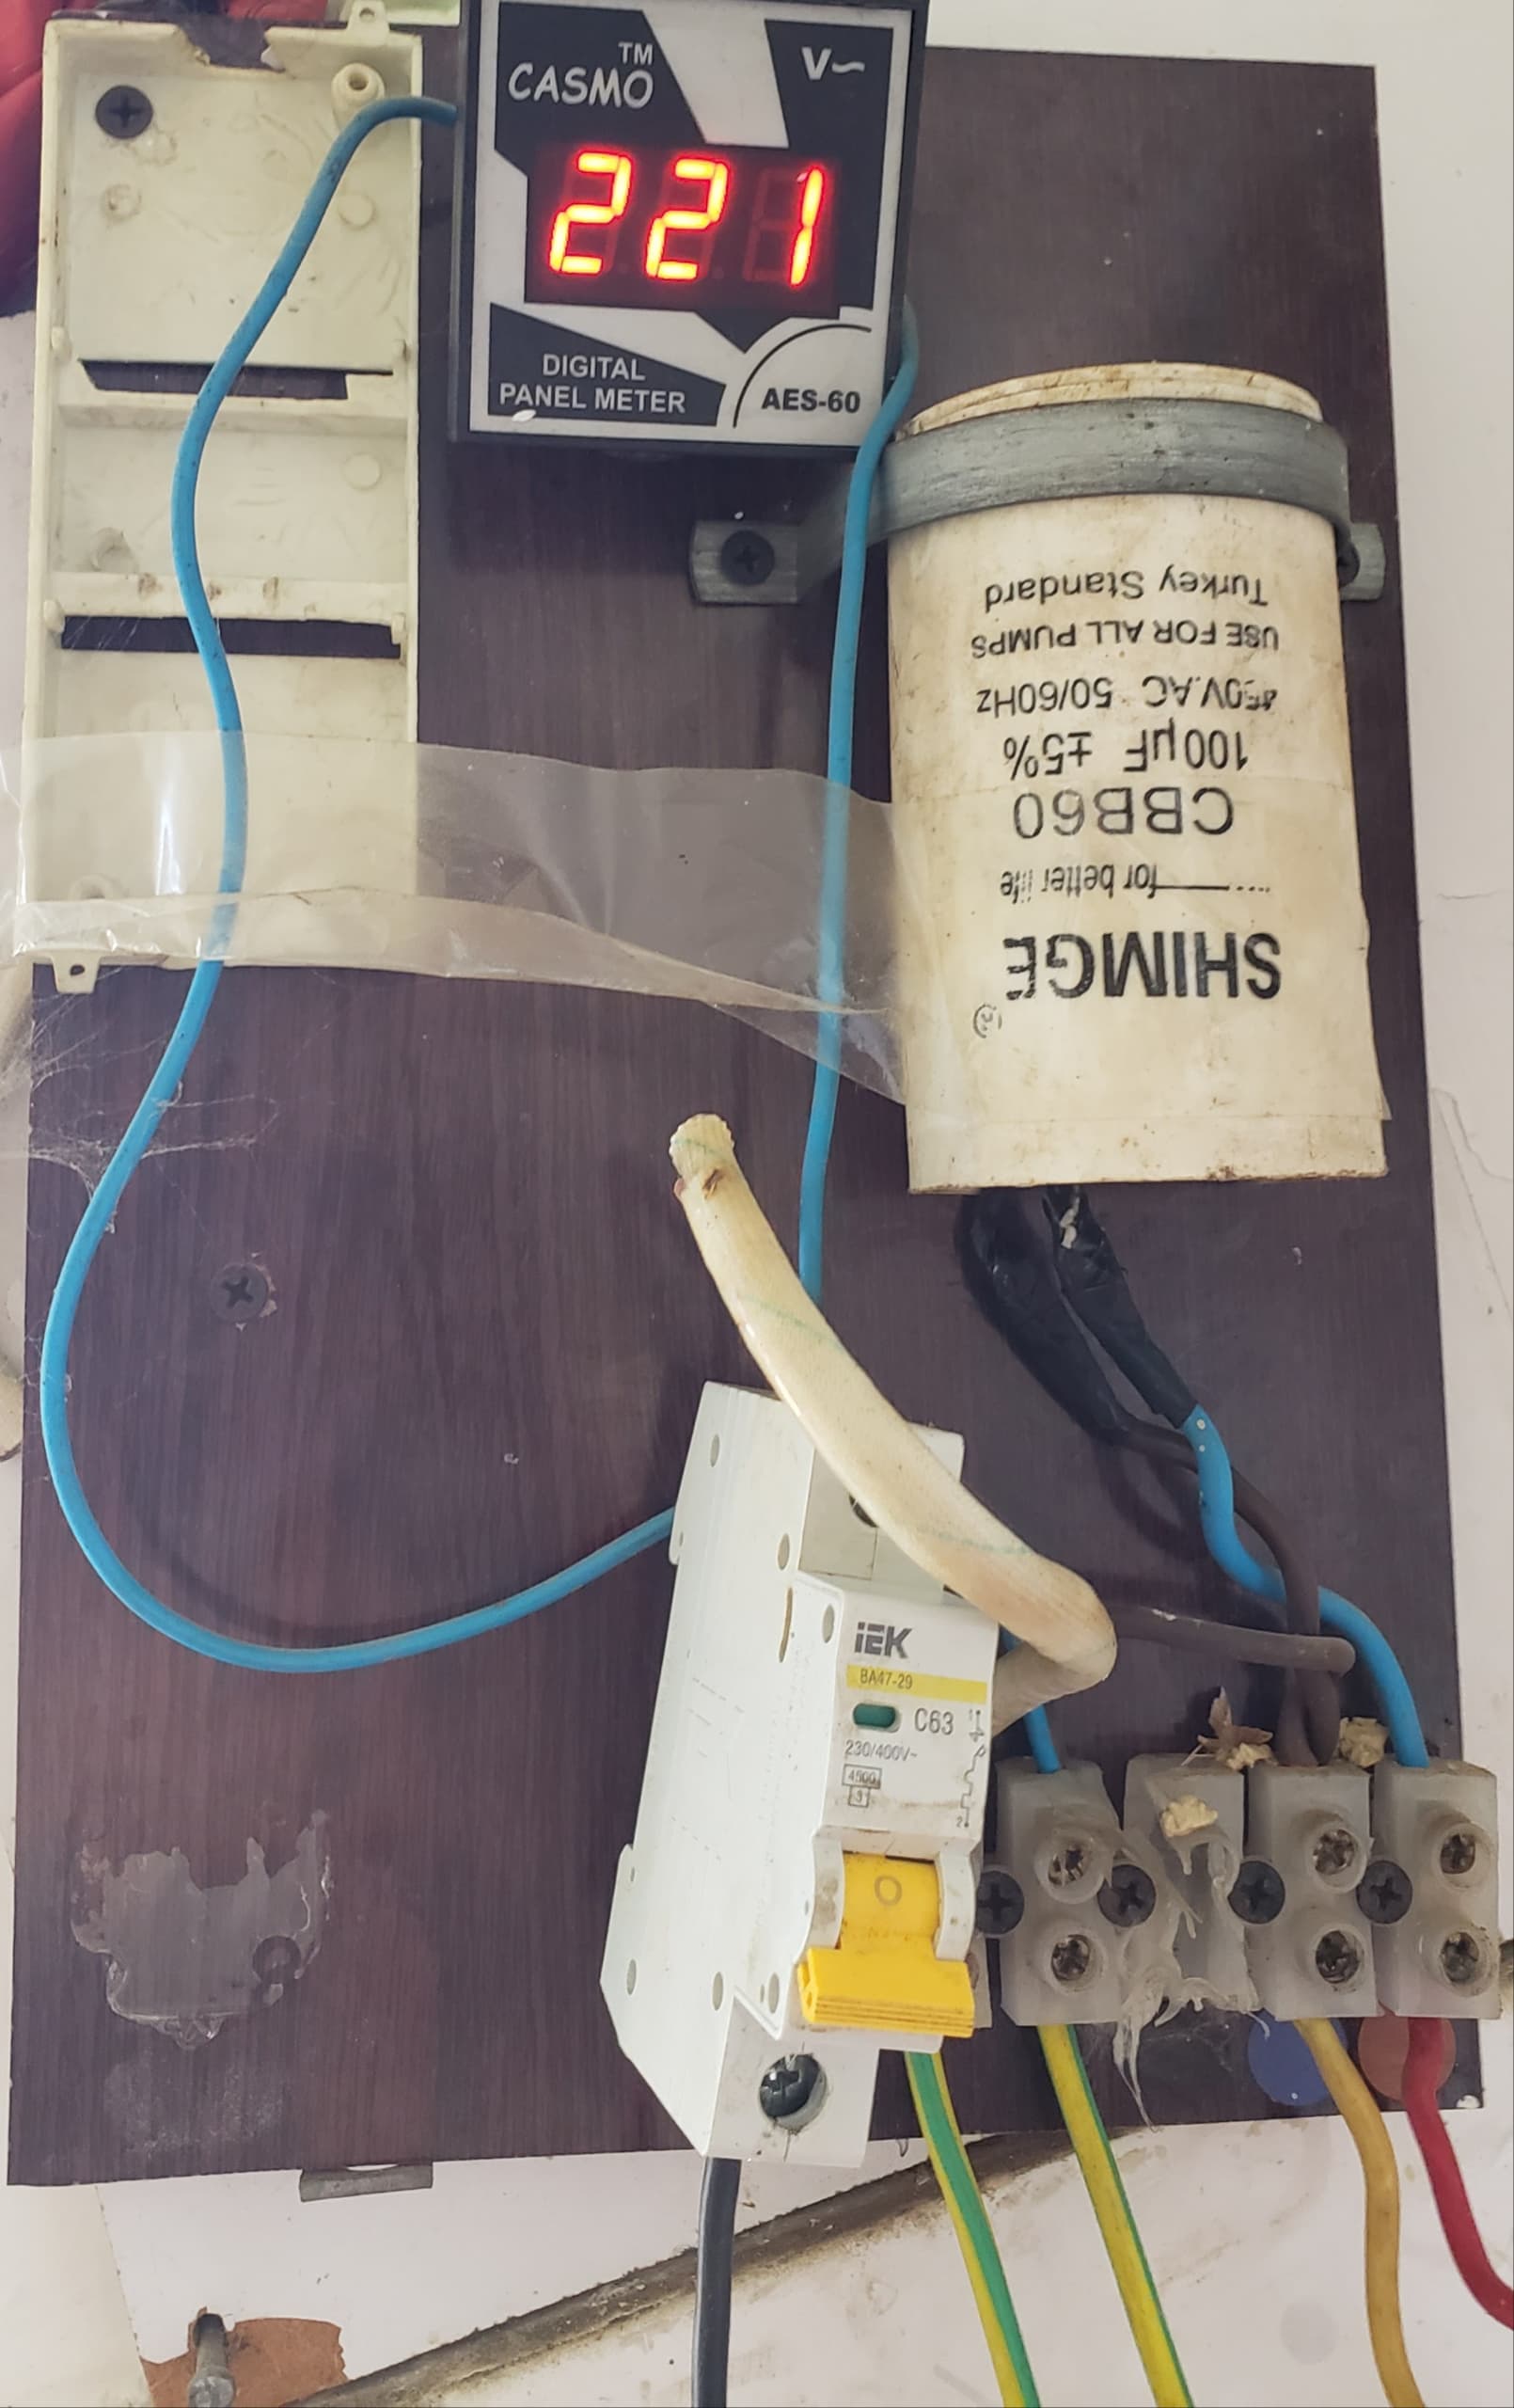 TM
CASMO
V~
221
DIGITAL
PANEL METER
AES-60
SHIMGE
®
for better life
CBB60
100µF ±5%
450V.AC 50/60Hz
USE FOR ALL PUMPS
Turkey Standard
iEK
BA47-29
C63
230/400V~
4500
3
1
2
O